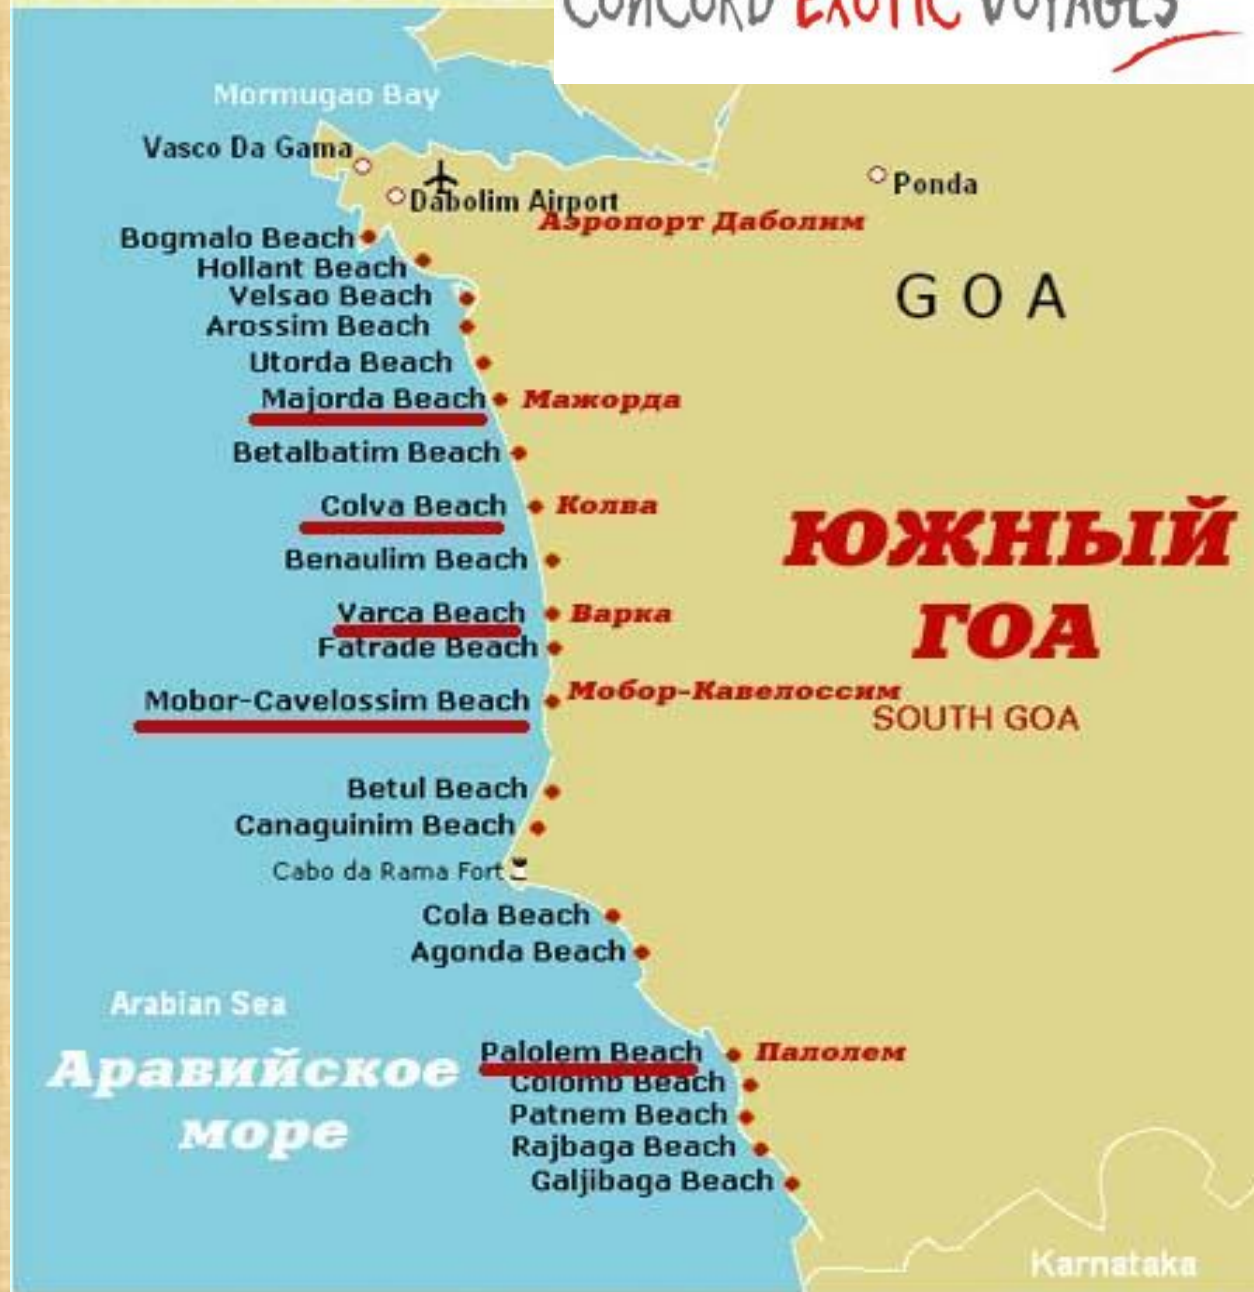 CONCORD EXOTIC VOYAGES
Mormugao Bay
Vasco Da Gama
Ponda
Dabolim Airport
Аэропорт Даболим
Bogmalo Beach
Hollant Beach
GOA
Velsao Beach
Arossim Beach
Utorda Beach
Majorda Beach Мажорда
Betalbatim Beach
Colva Beach Колва
ЮЖНЫЙ
Benaulim Beach
Varca Beach Варка
ГОА
Fatrade Beach
Mobor-Cavelossim Beach Мобор-Кавелоссим
SOUTH GOA
Betul Beach
Canaguinim Beach
Cabo da Rama Fort
Cola Beach
Agonda Beach
Arabian Sea
Аравийское
море
Palolem Beach Палолем
Colomb Beach
Patnem Beach
Rajbaga Beach
Galjibaga Beach
Karnataka